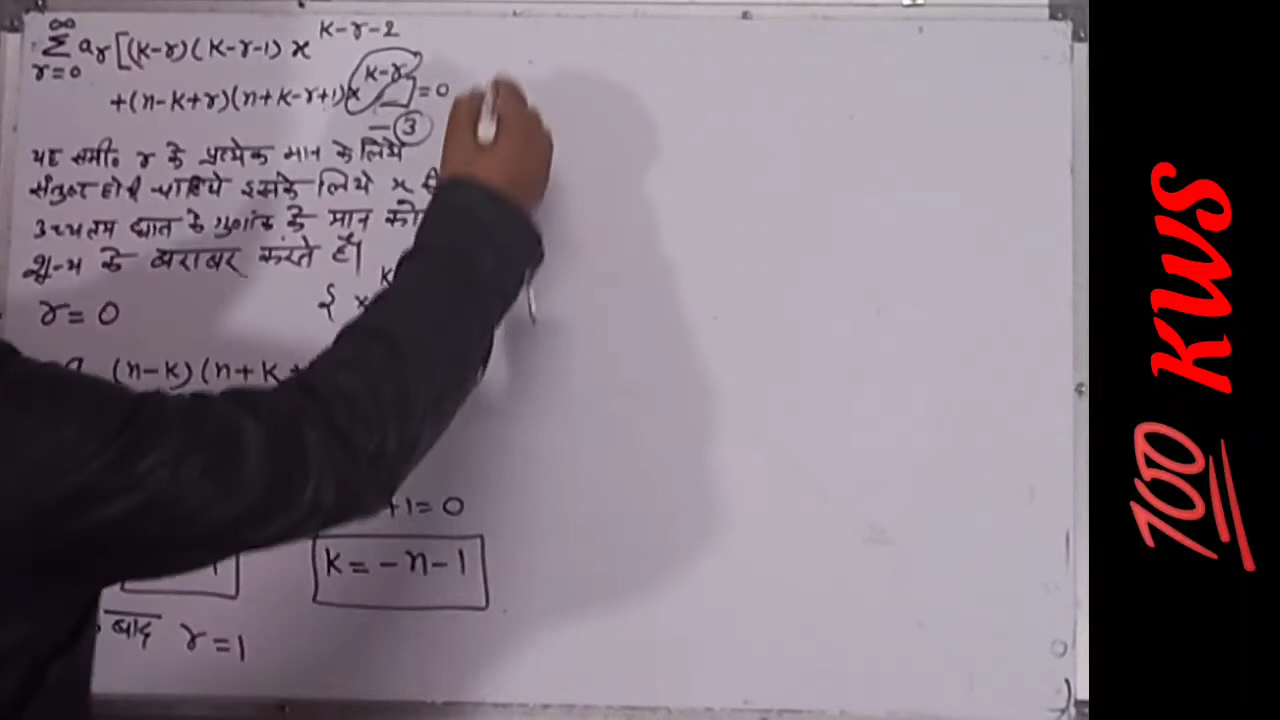 ∞
Σ aᵣ [(k-r)(k-r-1) x^(k-r-2)
r=0
+(n-k+r)(n+k-r+1) x^(k-r) ] = 0
— ③
यह समी० r के प्रत्येक मान के लिये
संतुष्ट होनी चाहिये इसके लिये x की
उच्चतम घात के गुणांक के मान को
शून्य के बराबर करते हैं।
r = 0 { x^k
(n-k)(n+k+
+1 = 0
k = -n-1
बाद r = 1
100 KWS